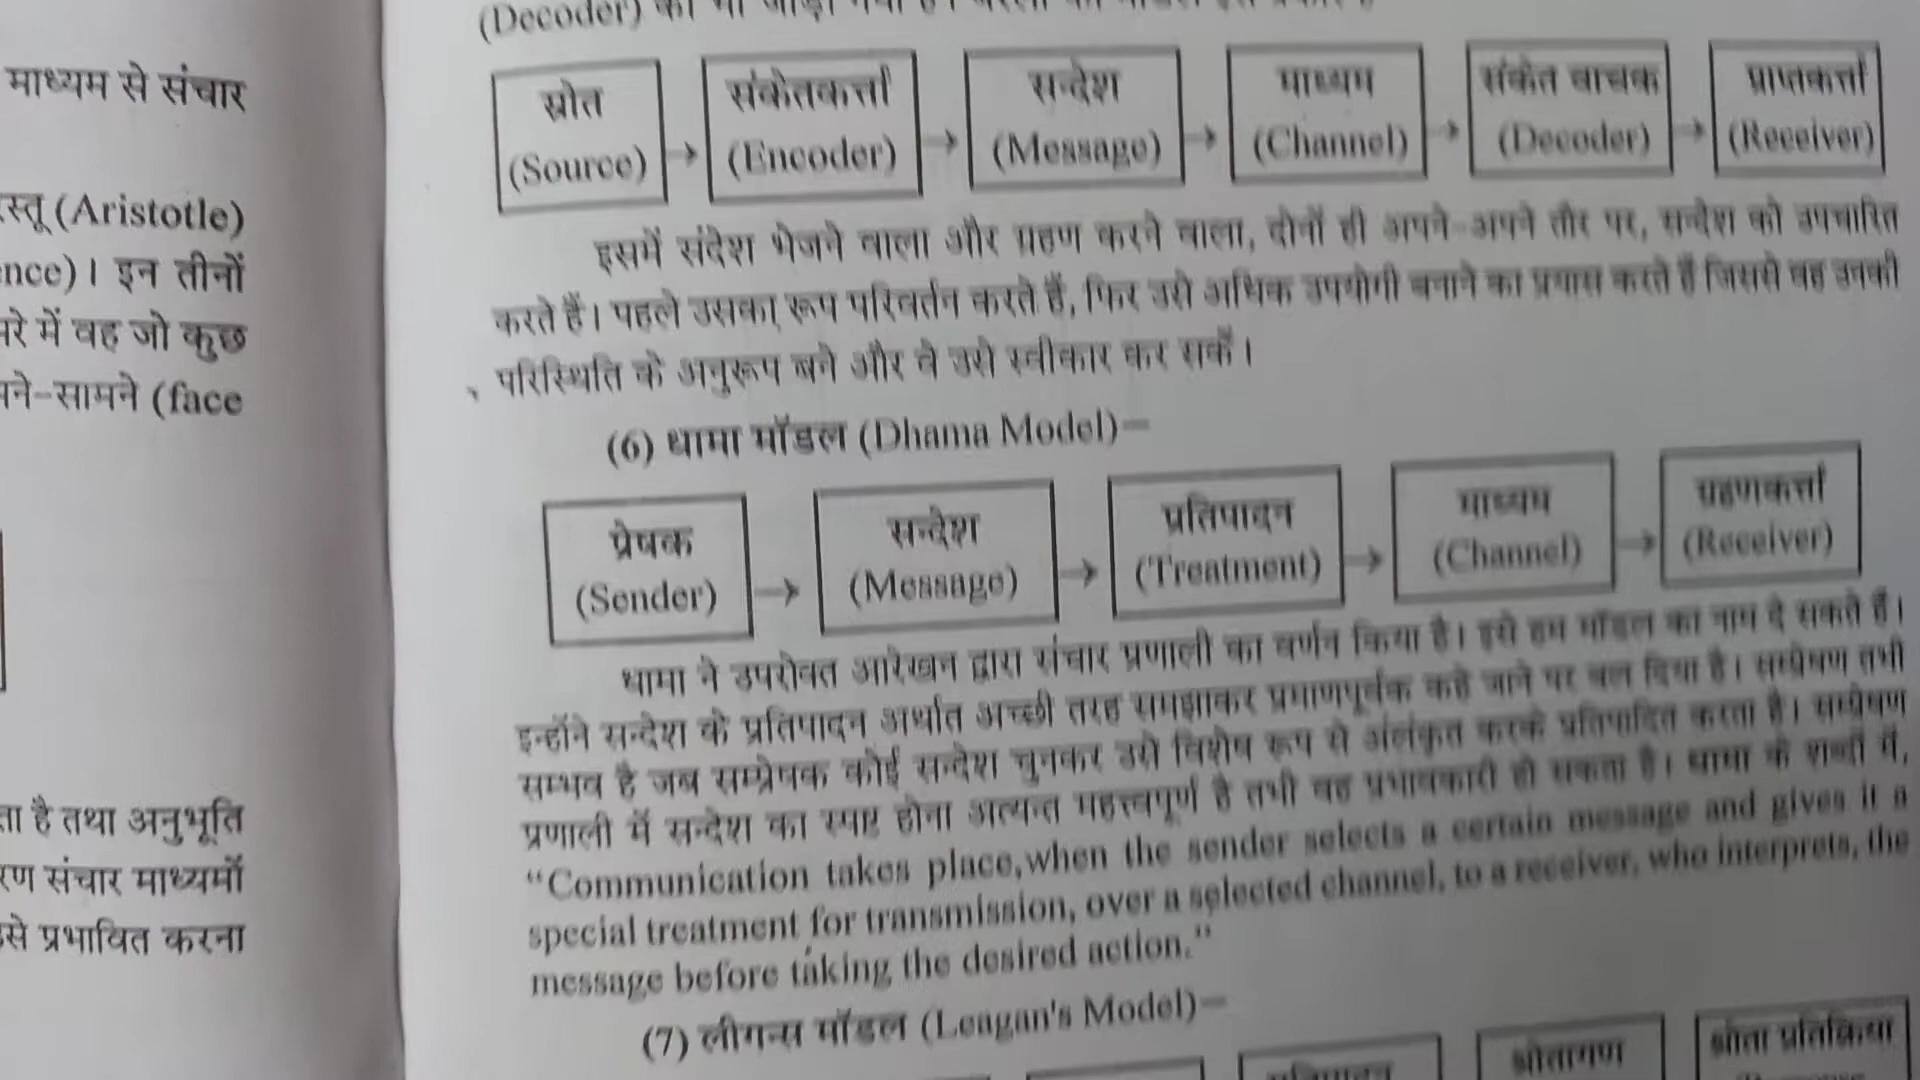 माध्यम से संचार
स्तू (Aristotle)
nce)। इन तीनों
रे में वह जो कुछ
मने-सामने (face
ता है तथा अनुभूति
रण संचार माध्यमों
से प्रभावित करना
(Decoder) को भी जोड़ा गया है।
स्रोत (Source) → संकेतकर्त्ता (Encoder) → सन्देश (Message) → माध्यम (Channel) → संकेत वाचक (Decoder) → प्राप्तकर्त्ता (Receiver)
इसमें संदेश भेजने वाला और ग्रहण करने वाला, दोनों ही अपने-अपने तौर पर, सन्देश को उपचारित
करते हैं। पहले उसका रूप परिवर्तन करते हैं, फिर उसे अधिक उपयोगी बनाने का प्रयास करते हैं जिससे वह उनकी
परिस्थिति के अनुरूप बने और वे उसे स्वीकार कर सकें।
(6) धामा मॉडल (Dhama Model)—
प्रेषक (Sender) → सन्देश (Message) → प्रतिपादन (Treatment) → माध्यम (Channel) → ग्रहणकर्त्ता (Receiver)
धामा ने उपरोक्त आरेखन द्वारा संचार प्रणाली का वर्णन किया है। इसे हम मॉडल का नाम दे सकते हैं।
इन्होंने सन्देश के प्रतिपादन अर्थात अच्छी तरह समझाकर प्रमाणपूर्वक कहे जाने पर बल दिया है। सम्प्रेषण तभी
सम्भव है जब सम्प्रेषक कोई सन्देश चुनकर उसे विशेष रूप से अंलंकृत करके प्रतिपादित करता है। सम्प्रेषण
प्रणाली में सन्देश का स्पष्ट होना अत्यन्त महत्त्वपूर्ण है तभी वह प्रभावकारी हो सकता है। धामा के शब्दों में,
“Communication takes place,when the sender selects a certain message and gives it a
special treatment for transmission, over a selected channel, to a receiver, who interprets, the
message before taking the desired action.”
(7) लीगन्स मॉडल (Leagan's Model)—
प्रतिपादन
श्रोतागण
श्रोता प्रतिक्रिया